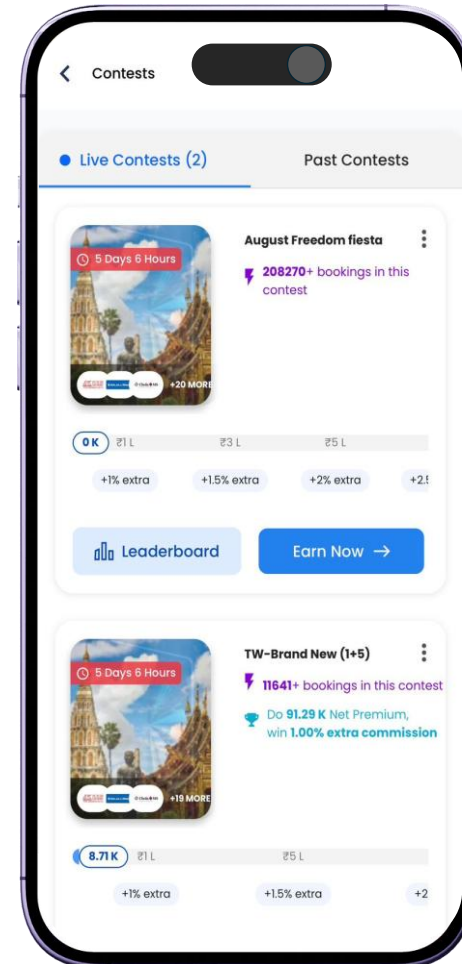 Contests
Live Contests (2)
Past Contests
5 Days 6 Hours
August Freedom fiesta
208270+ bookings in this
contest
+20 MORE
0 K
₹1 L
₹3 L
₹5 L
+1% extra
+1.5% extra
+2% extra
Leaderboard
Earn Now →
5 Days 6 Hours
TW-Brand New (1+5)
11641+ bookings in this contest
Do 91.29 K Net Premium,
win 1.00% extra commission
+19 MORE
8.71 K
₹1 L
₹5 L
+1% extra
+1.5% extra
+2